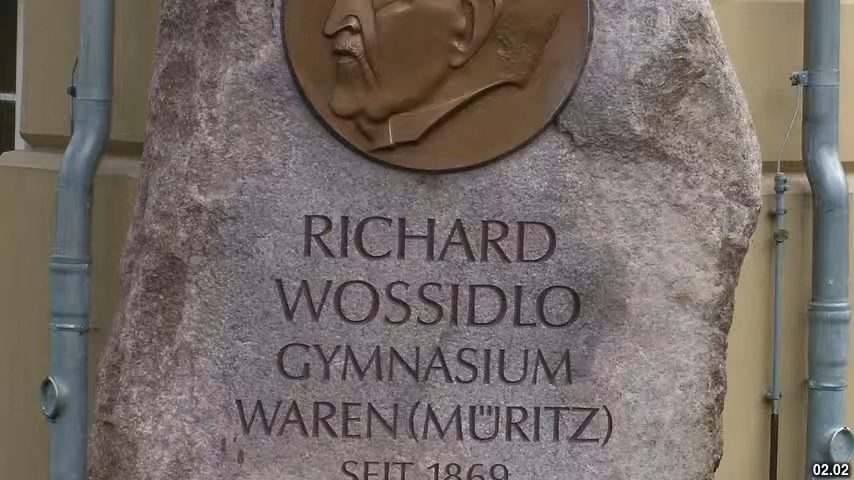 RICHARD
WOSSIDLO
GYMNASIUM
WAREN (MÜRITZ)
SEIT 1869
02.02